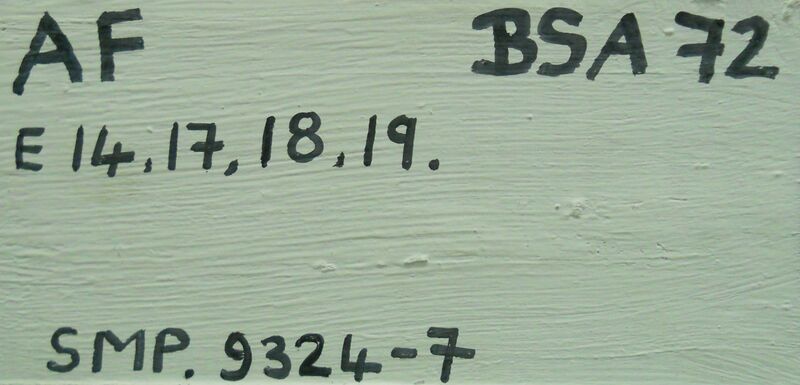 AF BSA 72
E 14, 17, 18, 19.
SMP. 9324-7